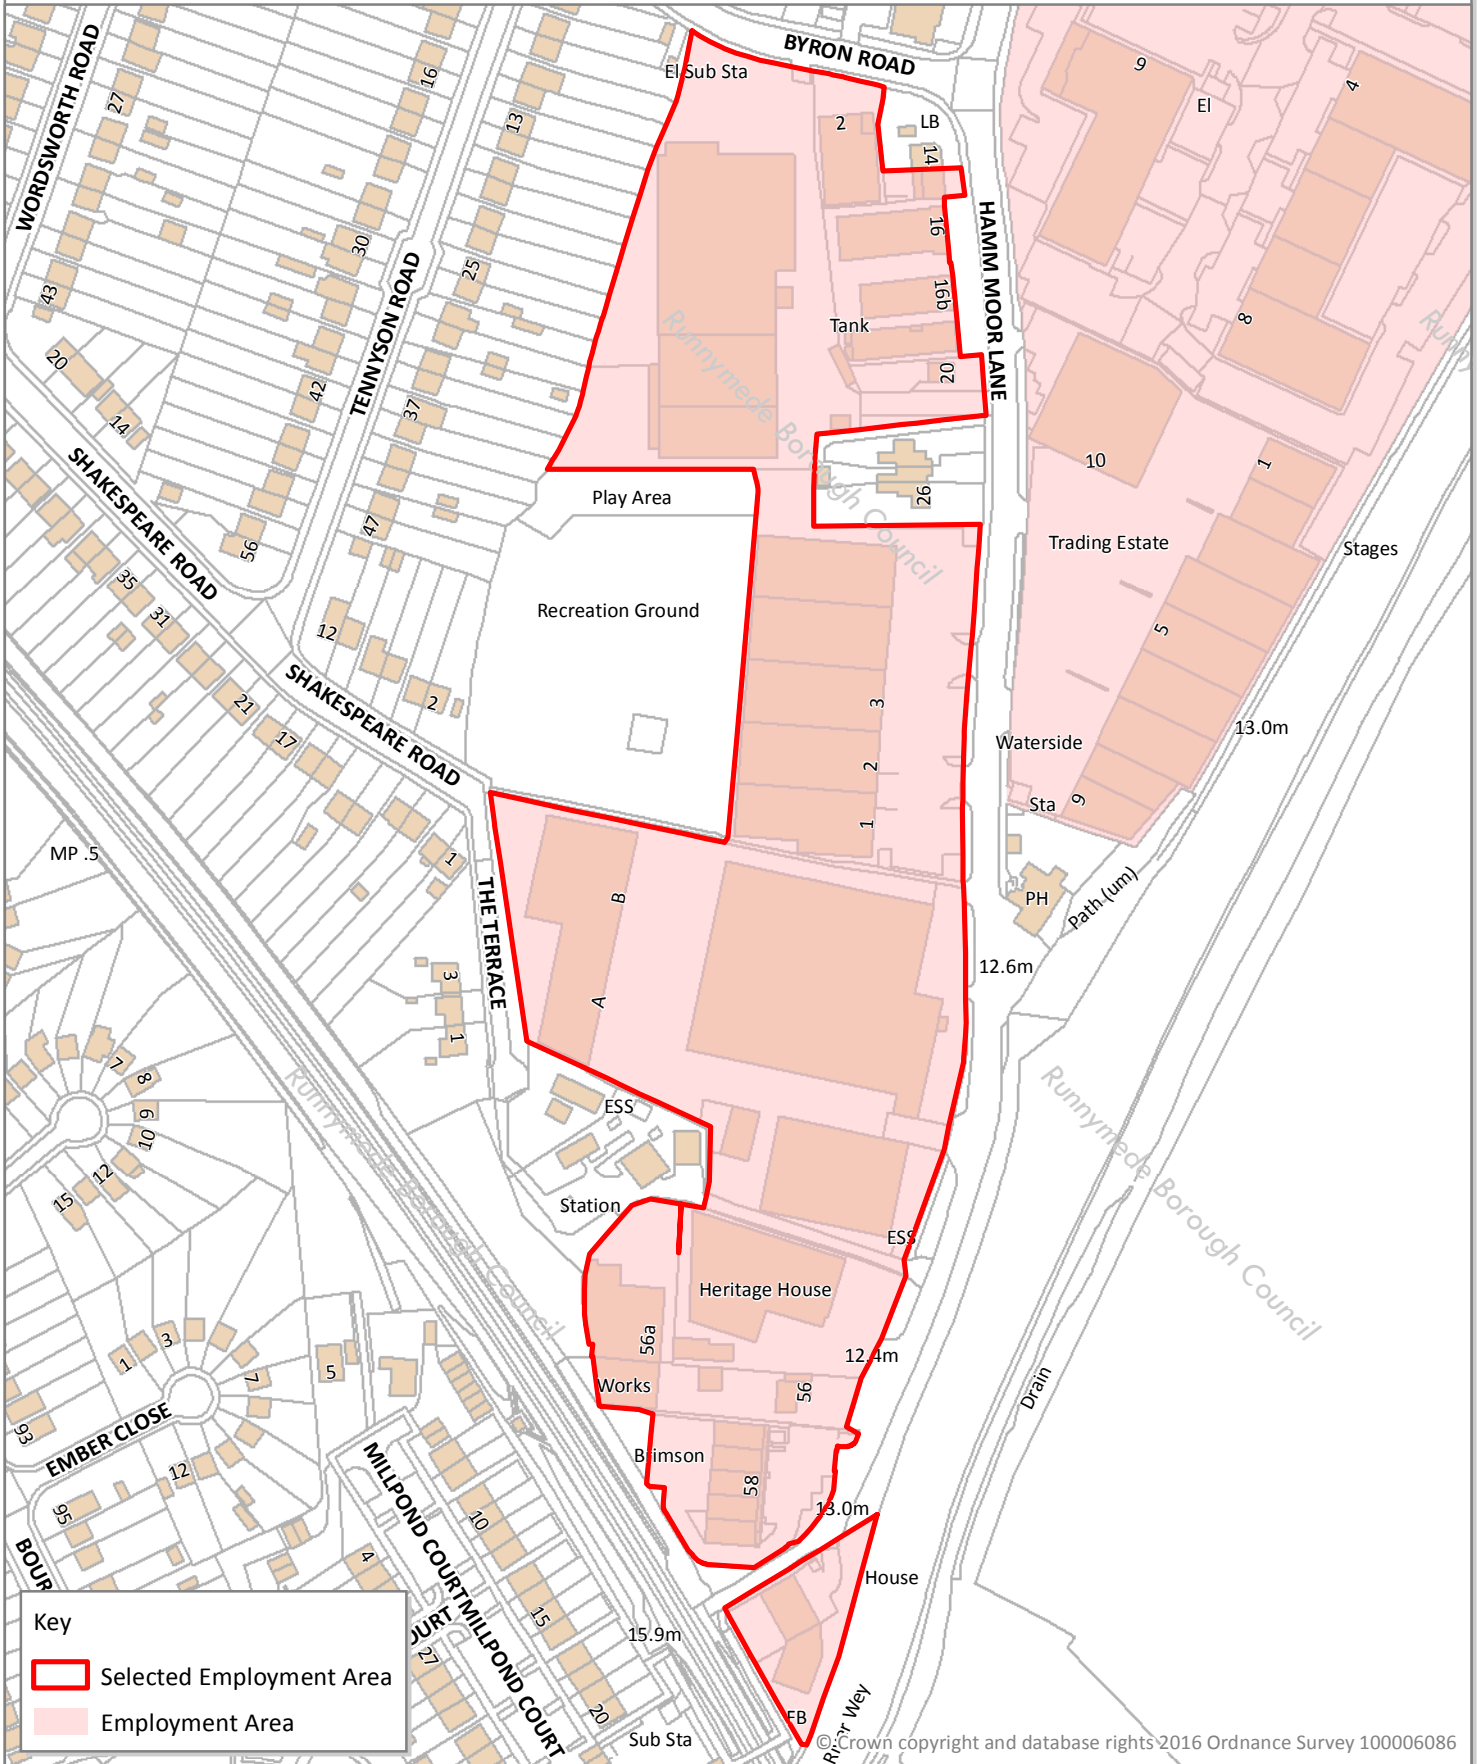 BYRON ROAD
WORDSWORTH ROAD
16
27
13
El Sub Sta
2
LB
14
9
El
4
30
25
43
TENNYSON ROAD
16
16b
HAMM MOOR LANE
Tank
20
8
Runnymede Borough Council
20
14
42
37
SHAKESPEARE ROAD
56
47
Play Area
26
10
1
Trading Estate
Stages
35
31
12
Recreation Ground
5
SHAKESPEARE ROAD
2
21
17
3
2
1
Waterside
13.0m
Sta
9
MP .5
1
THE TERRACE
B
A
PH
Path (um)
12.6m
3
1
7
8
9
10
12
15
ESS
Station
Runnymede Borough Council
Runnymede Borough Council
ESS
Heritage House
56a
12.4m
Works
56
1
3
7
5
93
EMBER CLOSE
12
95
Brimson
58
13.0m
Drain
MILLPOND COURT
MILLPOND COURT
10
4
15
27
20
House
15.9m
FB
River Wey
Sub Sta
Key
Selected Employment Area
Employment Area
© Crown copyright and database rights 2016 Ordnance Survey 100006086